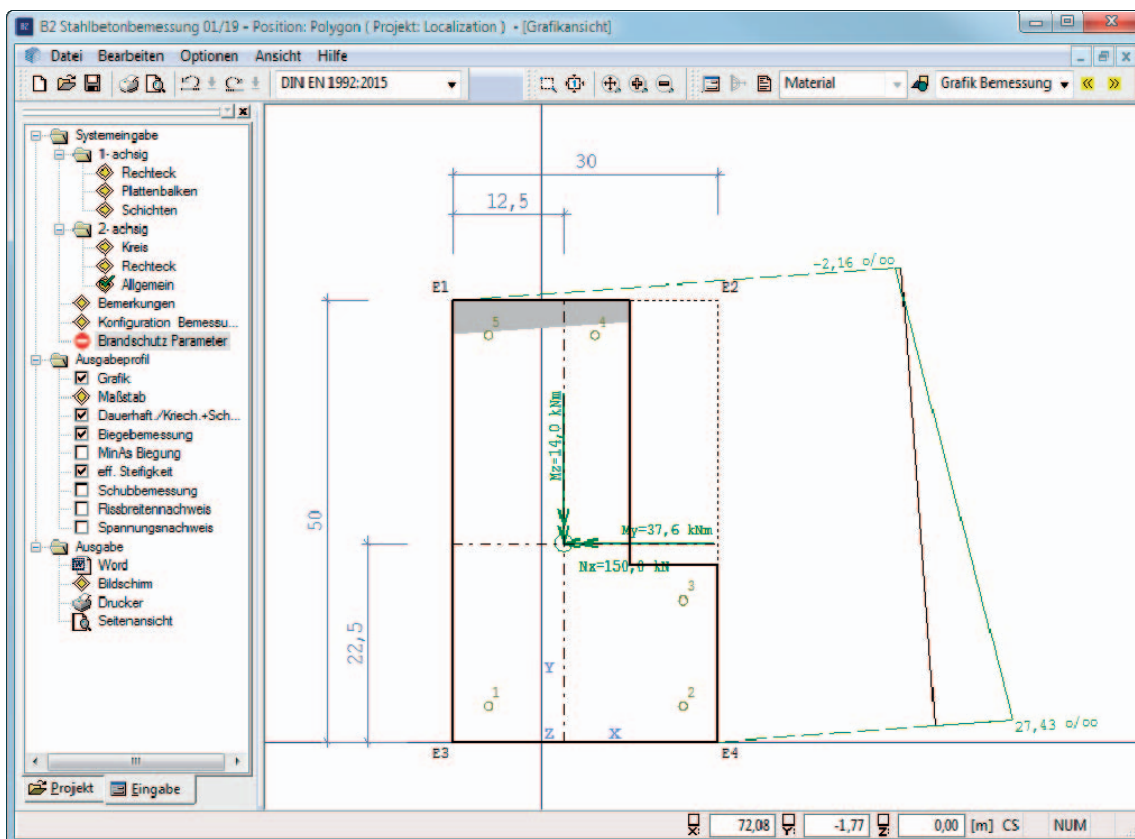 B2 Stahlbetonbemessung 01/19 - Position: Polygon ( Projekt: Localization ) - [Grafikansicht]
Datei Bearbeiten Optionen Ansicht Hilfe
DIN EN 1992:2015 Material Grafik Bemessung
Systemeingabe
1-achsig
Rechteck
Plattenbalken
Schichten
2-achsig
Kreis
Rechteck
Allgemein
Bemerkungen
Konfiguration Bemessu...
Brandschutz Parameter
Ausgabeprofil
Grafik
Maßstab
Dauerhaft./Kriech.+Sch...
Biegebemessung
MinAs Biegung
eff. Steifigkeit
Schubbemessung
Rissbreitennachweis
Spannungsnachweis
Ausgabe
Word
Bildschirm
Drucker
Seitenansicht
Projekt Eingabe
30
12,5
-2,16 o/oo
E1 E2
5 4
Mz=14,0 kNm
50
My=37,6 kNm
Nx=150,0 kN
3
22,5
Y
1 2
Z X
27,43 o/oo
E3 E4
X: 72,08 Y: -1,77 Z: 0,00 [m] CS NUM